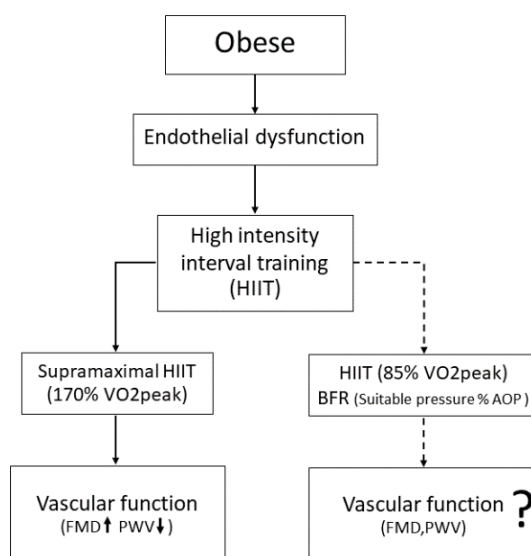 Obese
Endothelial dysfunction
High intensity
interval training
(HIIT)
Supramaximal HIIT
(170% VO2peak)
HIIT (85% VO2peak)
BFR (Suitable pressure % AOP )
Vascular function
(FMD⬆ PWV⬇)
Vascular function ?
(FMD,PWV)